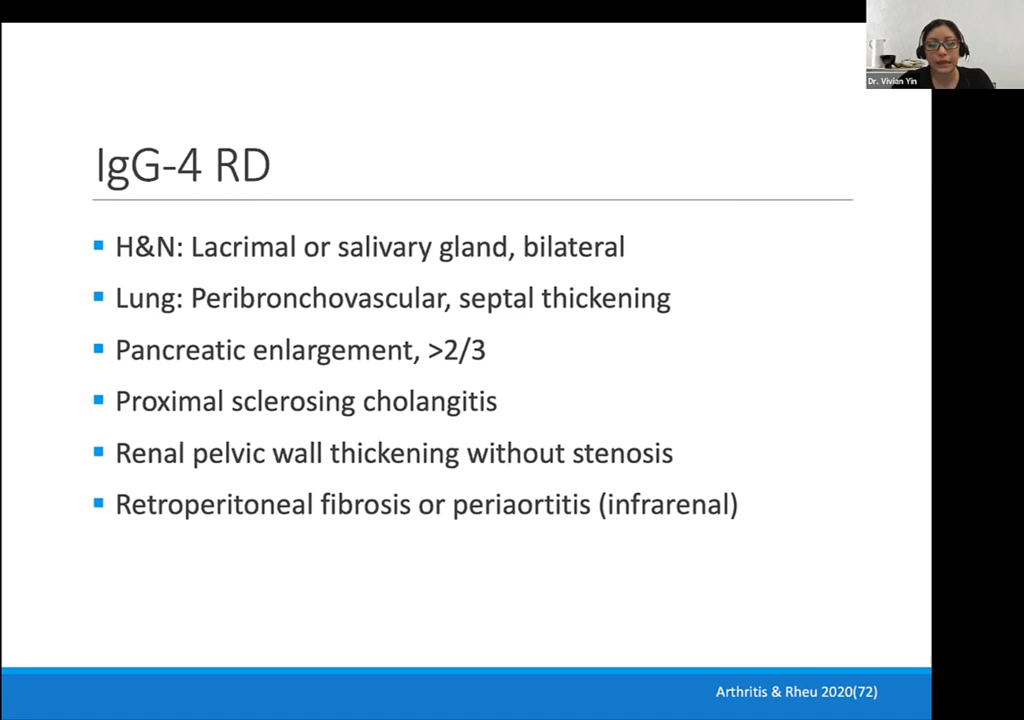 Dr. Vivian Yin
IgG-4 RD
H&N: Lacrimal or salivary gland, bilateral
Lung: Peribronchovascular, septal thickening
Pancreatic enlargement, >2/3
Proximal sclerosing cholangitis
Renal pelvic wall thickening without stenosis
Retroperitoneal fibrosis or periaortitis (infrarenal)
Arthritis & Rheu 2020(72)